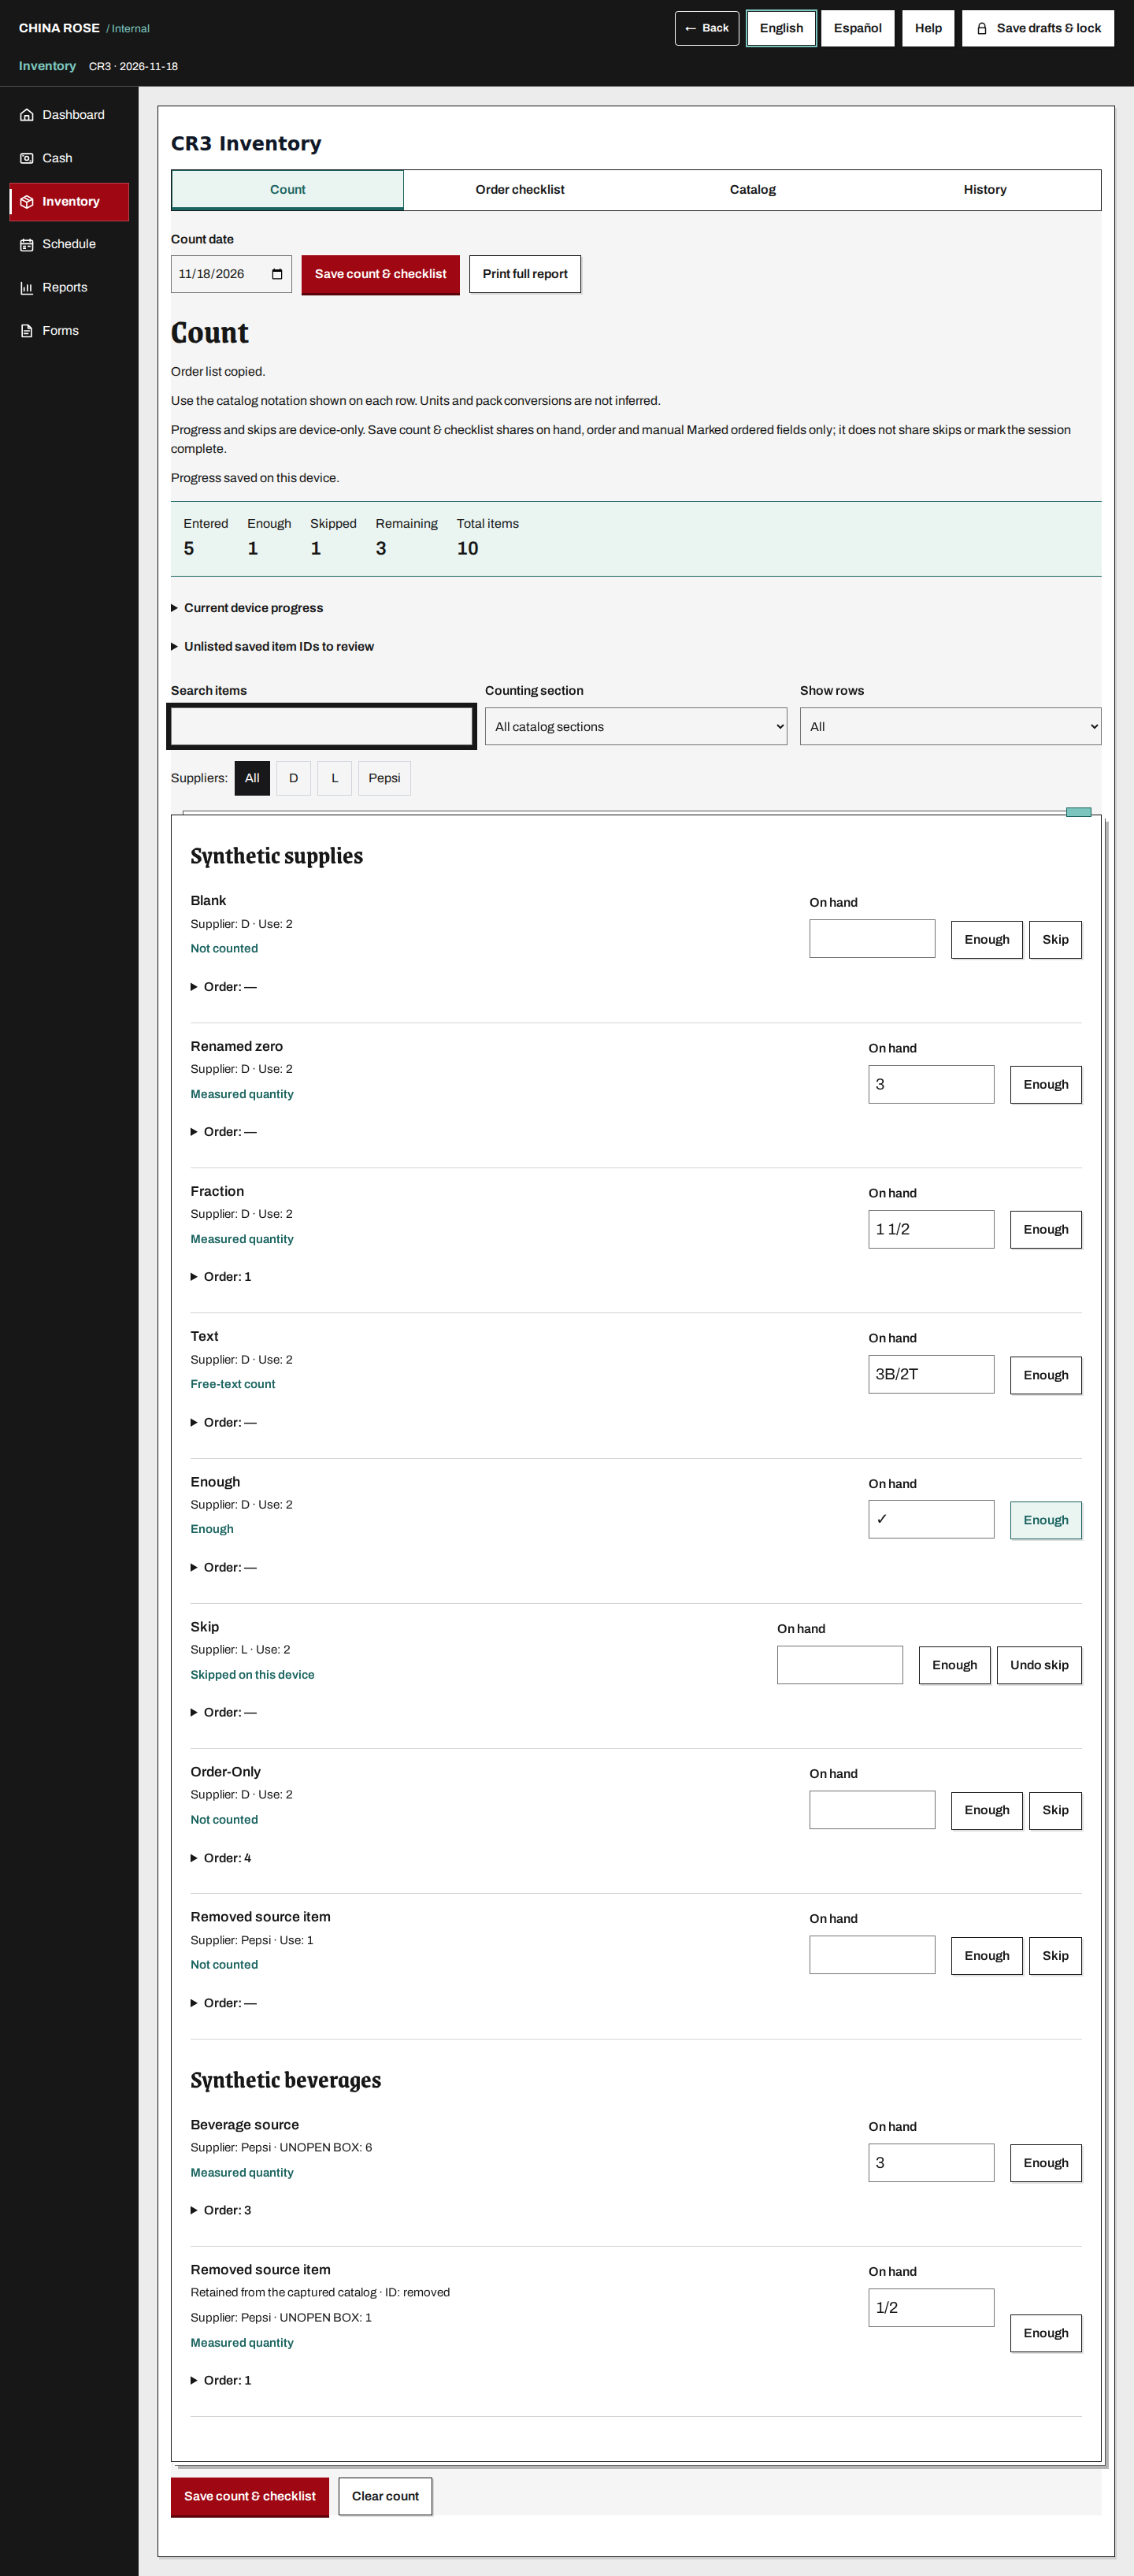 CHINA ROSE / Internal
← Back
English
Español
Help
Save drafts & lock
Inventory CR3 · 2026-11-18
Dashboard
Cash
Inventory
Schedule
Reports
Forms
CR3 Inventory
Count
Order checklist
Catalog
History
Count date
11/18/2026
Save count & checklist
Print full report
Count
Order list copied.
Use the catalog notation shown on each row. Units and pack conversions are not inferred.
Progress and skips are device-only. Save count & checklist shares on hand, order and manual Marked ordered fields only; it does not share skips or mark the session
complete.
Progress saved on this device.
Entered Enough Skipped Remaining Total items
5 1 1 3 10
Current device progress
Unlisted saved item IDs to review
Search items
Counting section
All catalog sections
Show rows
All
Suppliers: All D L Pepsi
Synthetic supplies
Blank
Supplier: D · Use: 2
Not counted
Order: —
On hand
Enough
Skip
Renamed zero
Supplier: D · Use: 2
Measured quantity
Order: —
On hand
3
Enough
Fraction
Supplier: D · Use: 2
Measured quantity
Order: 1
On hand
1 1/2
Enough
Text
Supplier: D · Use: 2
Free-text count
Order: —
On hand
3B/2T
Enough
Enough
Supplier: D · Use: 2
Enough
Order: —
On hand
✓
Enough
Skip
Supplier: L · Use: 2
Skipped on this device
Order: —
On hand
Enough
Undo skip
Order-Only
Supplier: D · Use: 2
Not counted
Order: 4
On hand
Enough
Skip
Removed source item
Supplier: Pepsi · Use: 1
Not counted
Order: —
On hand
Enough
Skip
Synthetic beverages
Beverage source
Supplier: Pepsi · UNOPEN BOX: 6
Measured quantity
Order: 3
On hand
3
Enough
Removed source item
Retained from the captured catalog · ID: removed
Supplier: Pepsi · UNOPEN BOX: 1
Measured quantity
Order: 1
On hand
1/2
Enough
Save count & checklist
Clear count